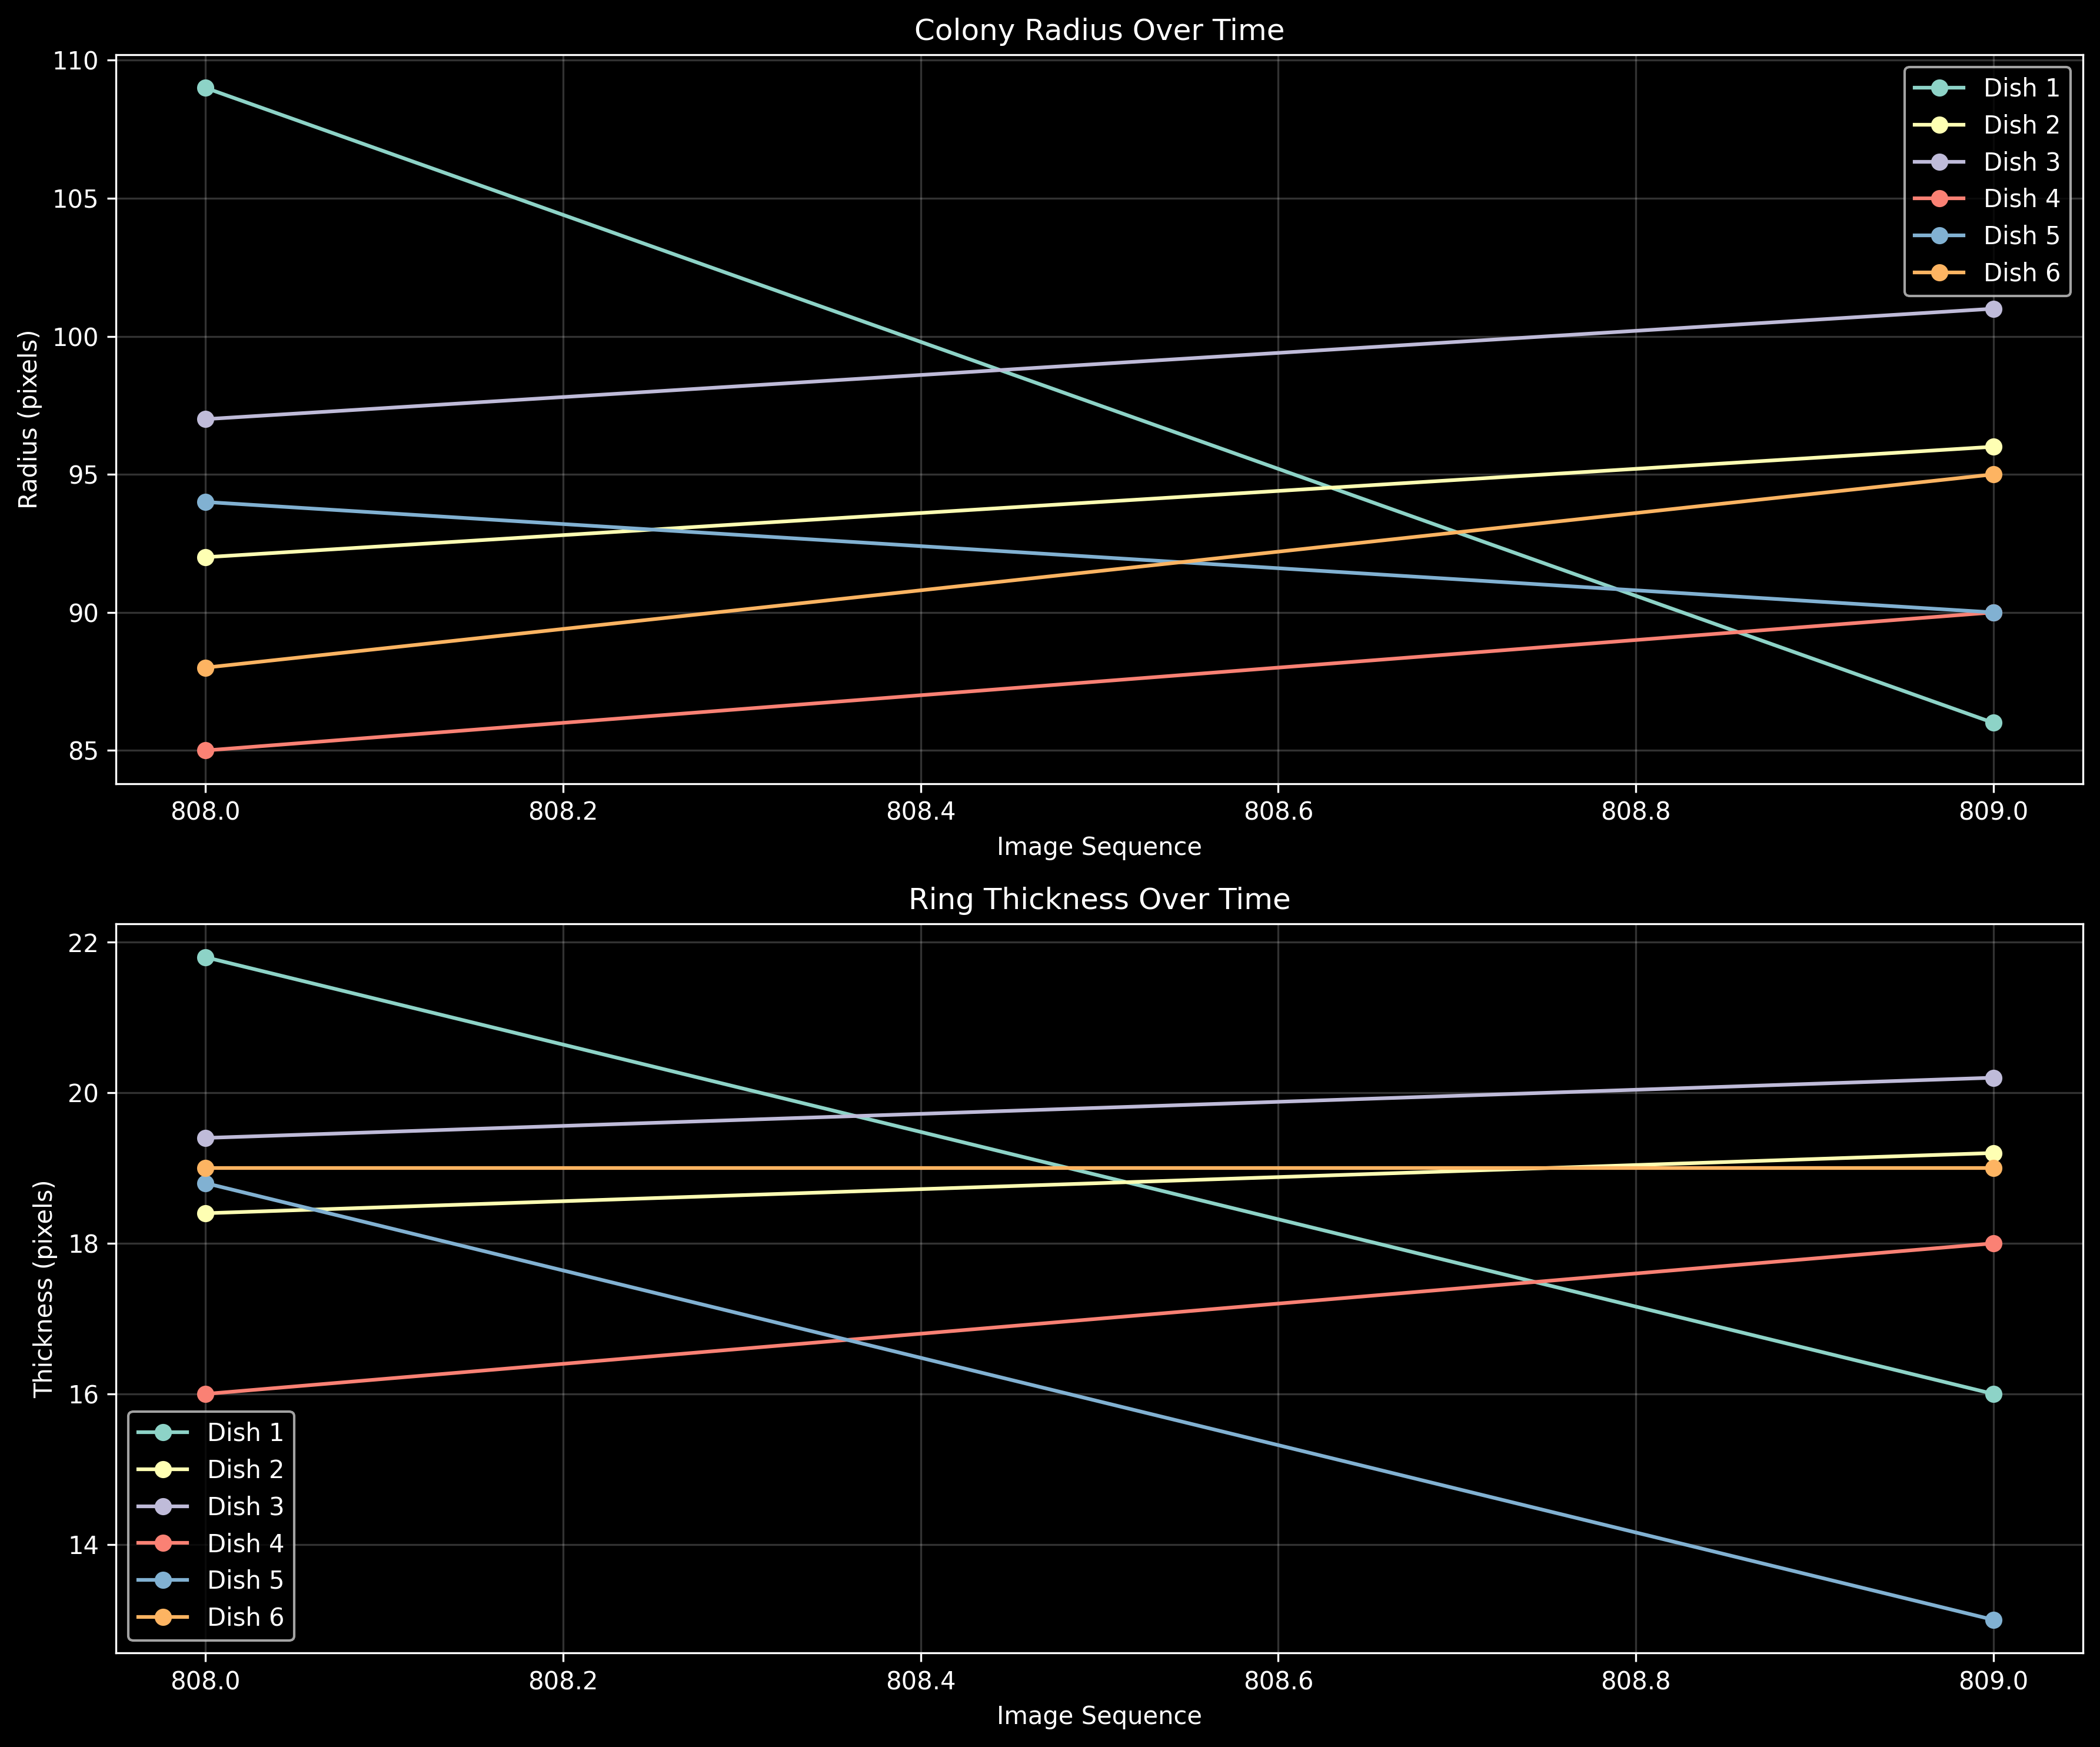 Colony Radius Over Time
110
105
100
95
90
85
Radius (pixels)
Dish 1
Dish 2
Dish 3
Dish 4
Dish 5
Dish 6
808.0 808.2 808.4 808.6 808.8 809.0
Image Sequence
Ring Thickness Over Time
22
20
18
16
14
Thickness (pixels)
Dish 1
Dish 2
Dish 3
Dish 4
Dish 5
Dish 6
808.0 808.2 808.4 808.6 808.8 809.0
Image Sequence